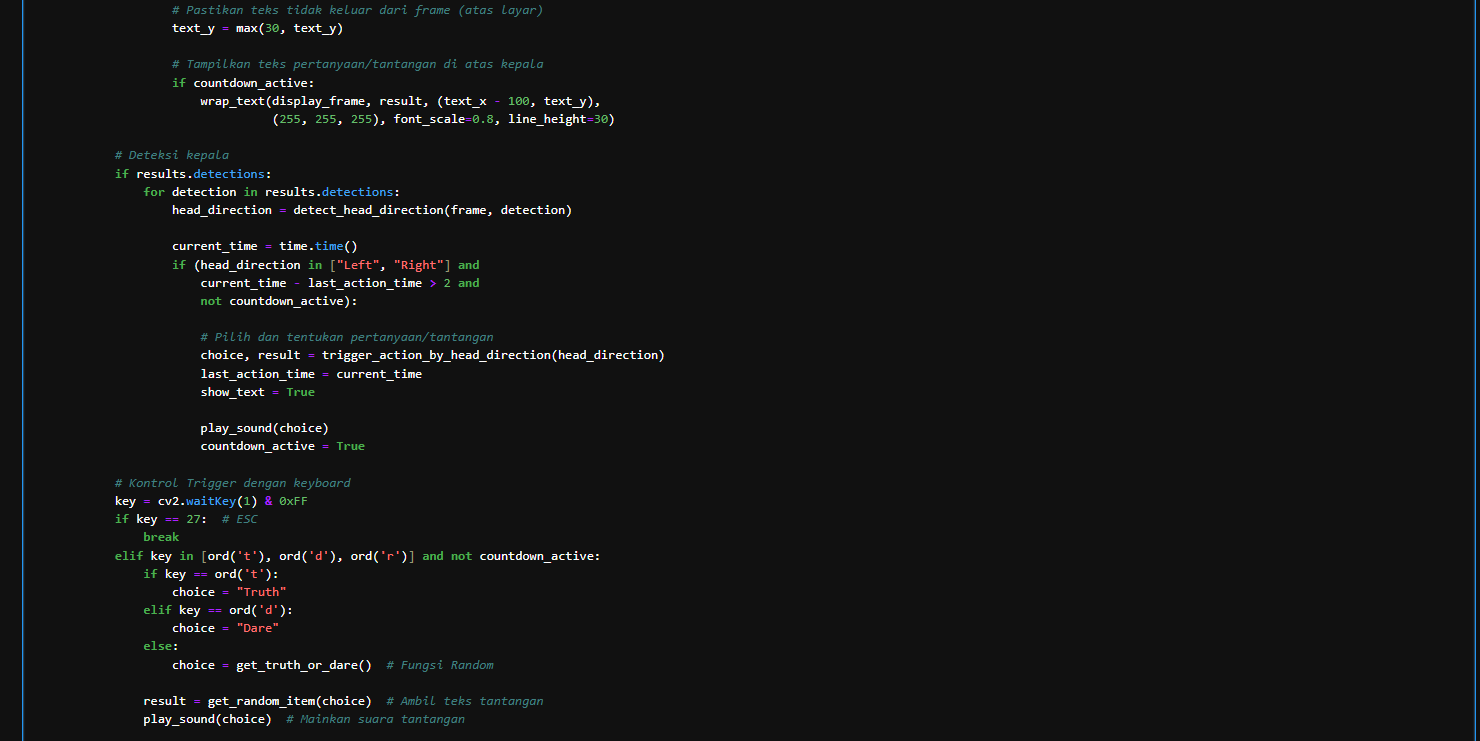 # Pastikan teks tidak keluar dari frame (atas layar)
text_y = max(30, text_y)
# Tampilkan teks pertanyaan/tantangan di atas kepala
if countdown_active:
wrap_text(display_frame, result, (text_x - 100, text_y),
(255, 255, 255), font_scale=0.8, line_height=30)
# Deteksi kepala
if results.detections:
for detection in results.detections:
head_direction = detect_head_direction(frame, detection)
current_time = time.time()
if (head_direction in ["Left", "Right"] and
current_time - last_action_time > 2 and
not countdown_active):
# Pilih dan tentukan pertanyaan/tantangan
choice, result = trigger_action_by_head_direction(head_direction)
last_action_time = current_time
show_text = True
play_sound(choice)
countdown_active = True
# Kontrol Trigger dengan keyboard
key = cv2.waitKey(1) & 0xFF
if key == 27:  # ESC
break
elif key in [ord('t'), ord('d'), ord('r')] and not countdown_active:
if key == ord('t'):
choice = "Truth"
elif key == ord('d'):
choice = "Dare"
else:
choice = get_truth_or_dare()  # Fungsi Random
result = get_random_item(choice)  # Ambil teks tantangan
play_sound(choice)  # Mainkan suara tantangan